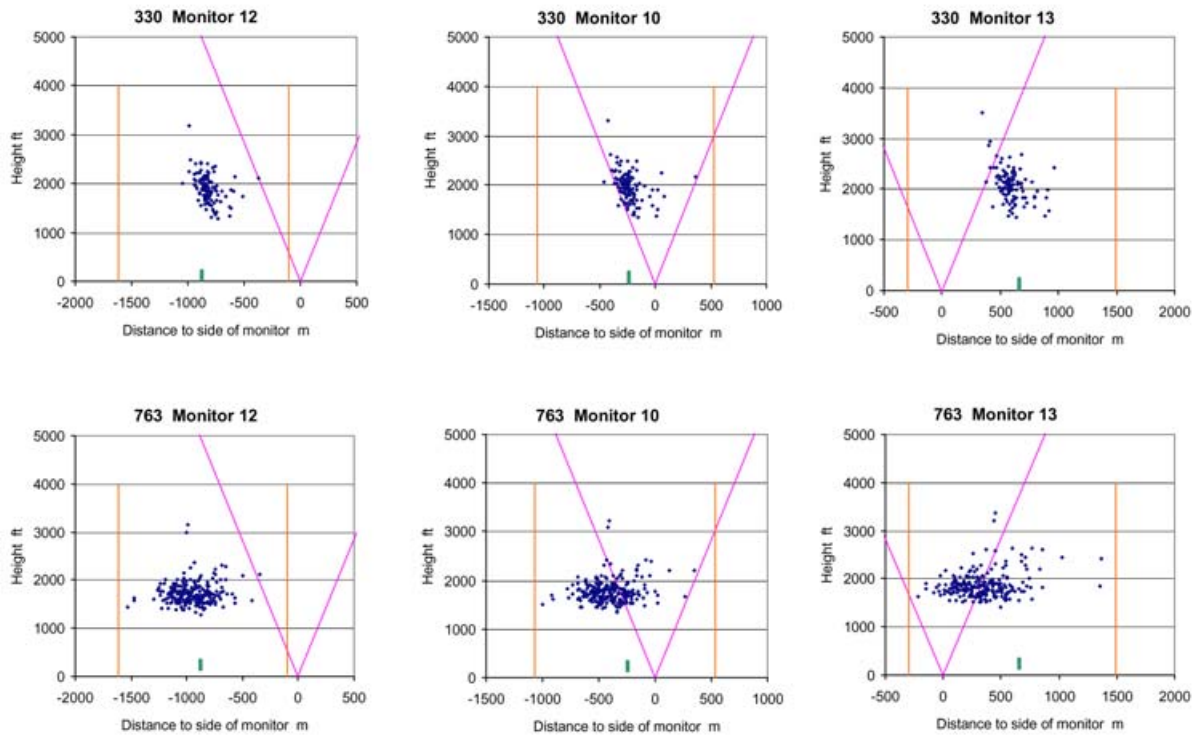 330 Monitor 12
330 Monitor 10
330 Monitor 13
5000
4000
3000
2000
1000
0
Height ft
-2000 -1500 -1000 -500 0 500
Distance to side of monitor m
5000
4000
3000
2000
1000
0
Height ft
-1500 -1000 -500 0 500 1000
Distance to side of monitor m
5000
4000
3000
2000
1000
0
Height ft
-500 0 500 1000 1500 2000
Distance to side of monitor m
763 Monitor 12
763 Monitor 10
763 Monitor 13
5000
4000
3000
2000
1000
0
Height ft
-2000 -1500 -1000 -500 0 500
Distance to side of monitor m
5000
4000
3000
2000
1000
0
Height ft
-1500 -1000 -500 0 500 1000
Distance to side of monitor m
5000
4000
3000
2000
1000
0
Height ft
-500 0 500 1000 1500 2000
Distance to side of monitor m